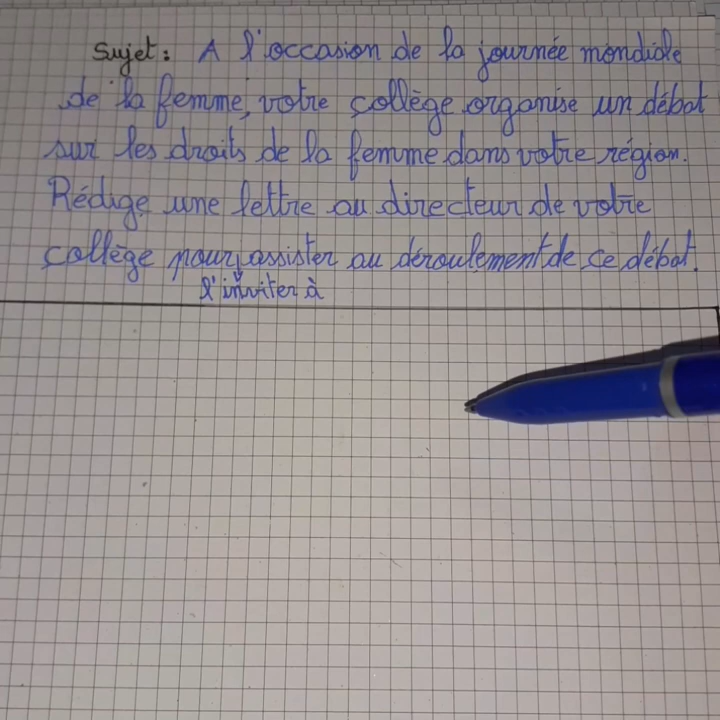 Sujet : A l'occasion de la journée mondiale
de la femme, votre collège organise un débat
sur les droits de la femme dans votre région.
Rédige une lettre au directeur de votre
collège pour assister au déroulement de ce débat.
l'inviter à